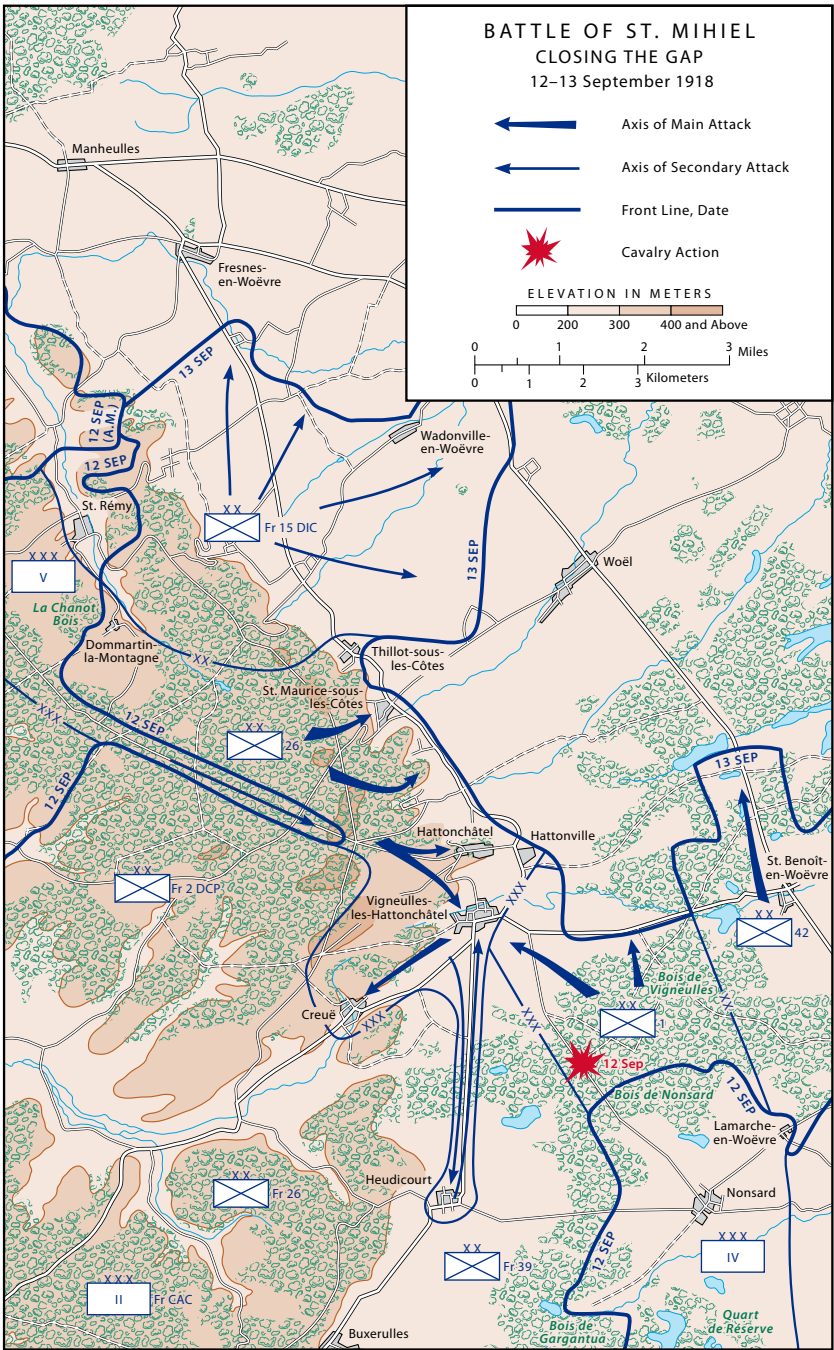 BATTLE OF ST. MIHIEL
CLOSING THE GAP
12–13 September 1918
Axis of Main Attack
Axis of Secondary Attack
Front Line, Date
Cavalry Action
ELEVATION IN METERS
0 200 300 400 and Above
0 1 2 3 Miles
0 1 2 3 Kilometers
Manheulles
Fresnes-
en-Woëvre
13 SEP
12 SEP
(A.M.)
12 SEP
Wadonville-
en-Woëvre
St. Rémy
XX
Fr 15 DIC
XXX
V
13 SEP
Woël
La Chanot
Bois
Dommartin-
la-Montagne
XX
Thillot-sous-
les-Côtes
St. Maurice-sous-
les-Côtes
XXX
12 SEP
XX
26
12 SEP
13 SEP
Hattonchâtel
Hattonville
St. Benoît-
en-Woëvre
XX
Fr 2 DCP
XXX
Vigneulles-
les-Hattonchâtel
XX
42
Bois de
Vigneulles
XX
Creuë
XXX
XXX
XX
1
12 Sep
Bois de Nonsard
12 SEP
Lamarche-
en-Woëvre
XX
Fr 26
Heudicourt
Nonsard
12 SEP
XX
Fr 39
XXX
IV
XXX
II
Fr CAC
Buxerulles
Bois de
Gargantua
Quart
de Réserve